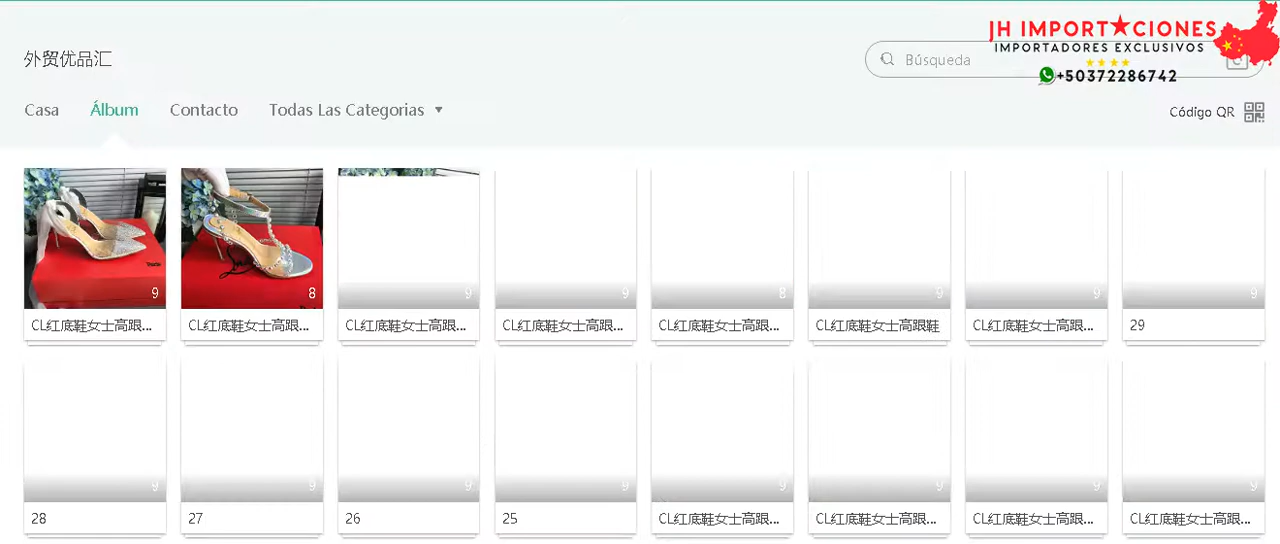 JH IMPORT★CIONES
IMPORTADORES EXCLUSIVOS
+50372286742
外贸优品汇
Búsqueda
Casa Álbum Contacto Todas Las Categorias
Código QR
9 8 9 9 8 9 9 9
CL红底鞋女士高跟... CL红底鞋女士高跟... CL红底鞋女士高跟... CL红底鞋女士高跟... CL红底鞋女士高跟... CL红底鞋女士高跟鞋 CL红底鞋女士高跟... 29
9 9 9 9 9 9 9 9
28 27 26 25 CL红底鞋女士高跟... CL红底鞋女士高跟... CL红底鞋女士高跟... CL红底鞋女士高跟...